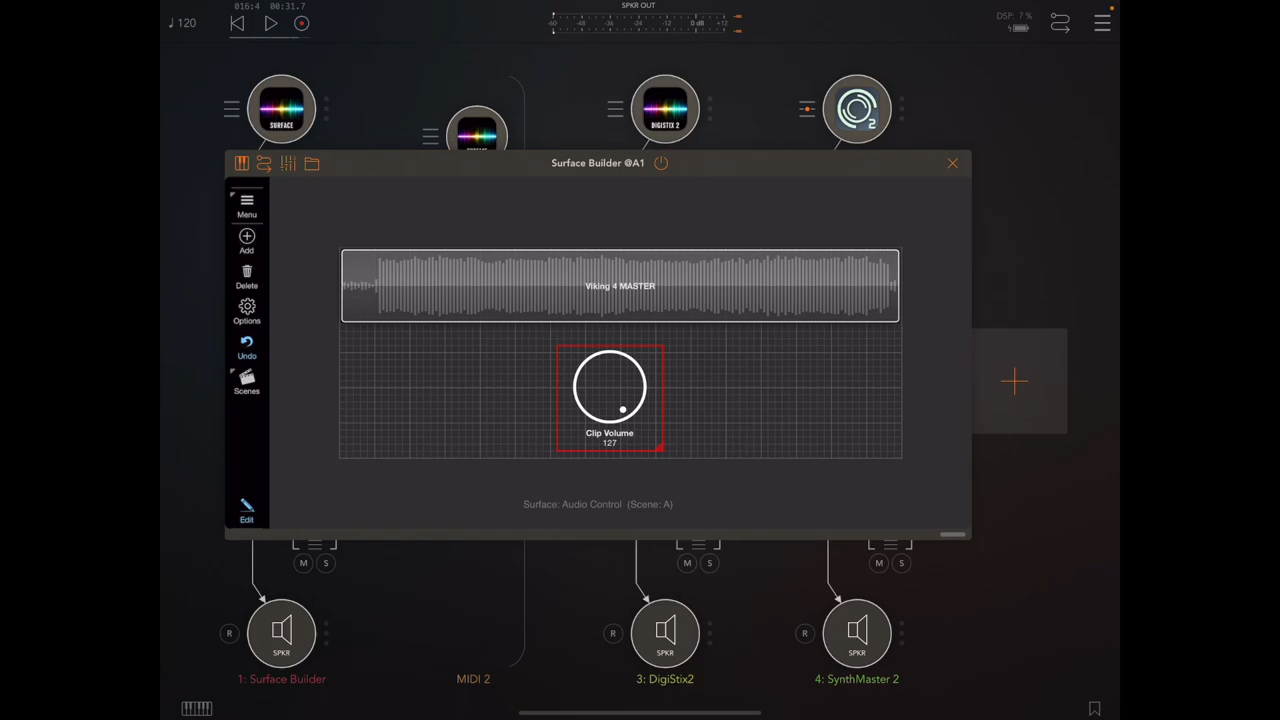 016:4 00:31.7
♩ 120
SPKR OUT
-60 -48 -36 -24 -12 0 dB +12
-∞
-∞
DSP: 7 %
SURFACE
DIGISTIX 2
2
Surface Builder @A1
Menu
Add
Delete
Options
Undo
Scenes
Edit
Viking 4 MASTER
Clip Volume
127
Surface: Audio Control (Scene: A)
M S
M S
M S
R
SPKR
R
SPKR
R
SPKR
1: Surface Builder
MIDI 2
3: DigiStix2
4: SynthMaster 2